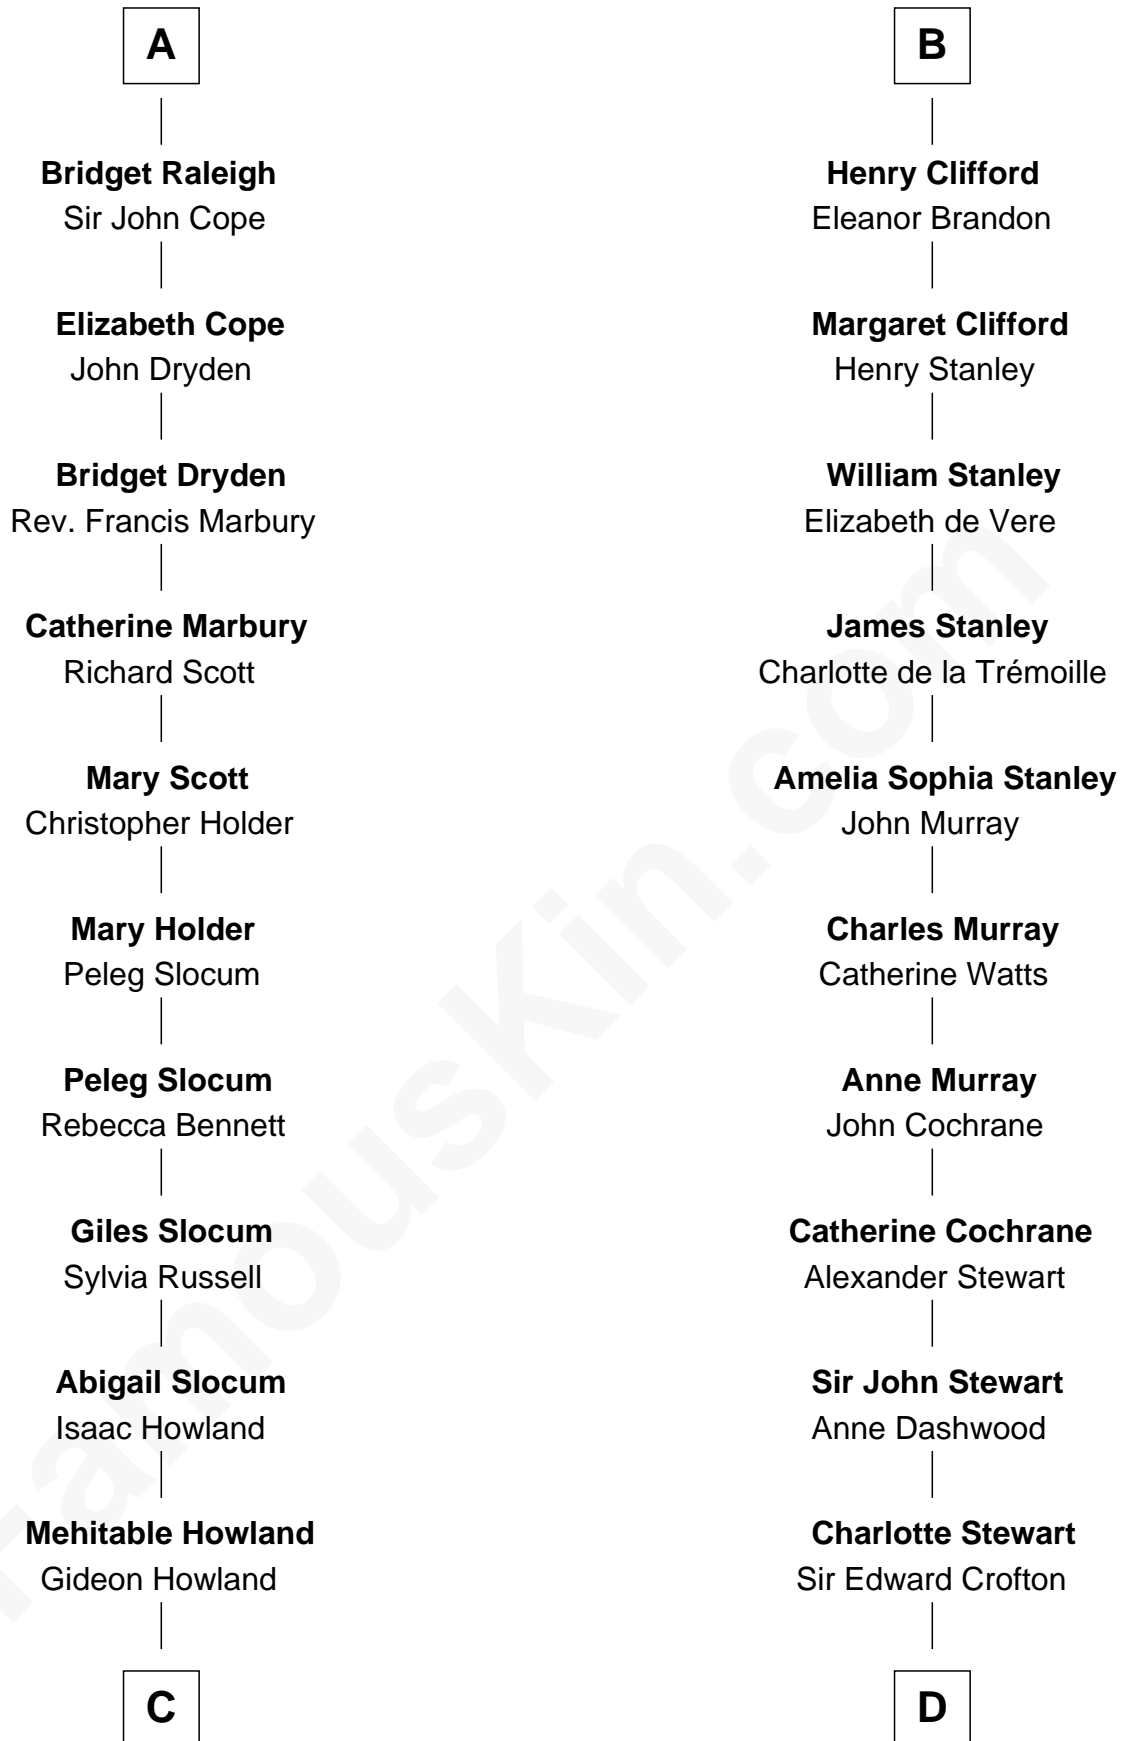 A
Bridget Raleigh
Sir John Cope
Elizabeth Cope
John Dryden
Bridget Dryden
Rev. Francis Marbury
Catherine Marbury
Richard Scott
Mary Scott
Christopher Holder
Mary Holder
Peleg Slocum
Peleg Slocum
Rebecca Bennett
Giles Slocum
Sylvia Russell
Abigail Slocum
Isaac Howland
Mehitable Howland
Gideon Howland
C
B
Henry Clifford
Eleanor Brandon
Margaret Clifford
Henry Stanley
William Stanley
Elizabeth de Vere
James Stanley
Charlotte de la Trémoille
Amelia Sophia Stanley
John Murray
Charles Murray
Catherine Watts
Anne Murray
John Cochrane
Catherine Cochrane
Alexander Stewart
Sir John Stewart
Anne Dashwood
Charlotte Stewart
Sir Edward Crofton
D
FamousKin.com